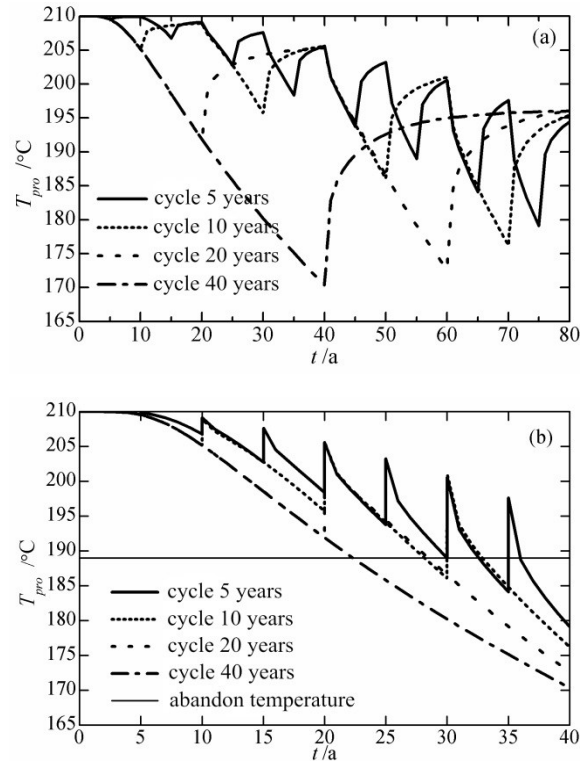 210
(a)
205
200
195
190
185
180
175
170
165
T_pro /°C
cycle 5 years
cycle 10 years
cycle 20 years
cycle 40 years
0 10 20 30 40 50 60 70 80
t /a
210
(b)
205
200
195
190
185
180
175
170
165
T_pro /°C
cycle 5 years
cycle 10 years
cycle 20 years
cycle 40 years
abandon temperature
0 5 10 15 20 25 30 35 40
t /a